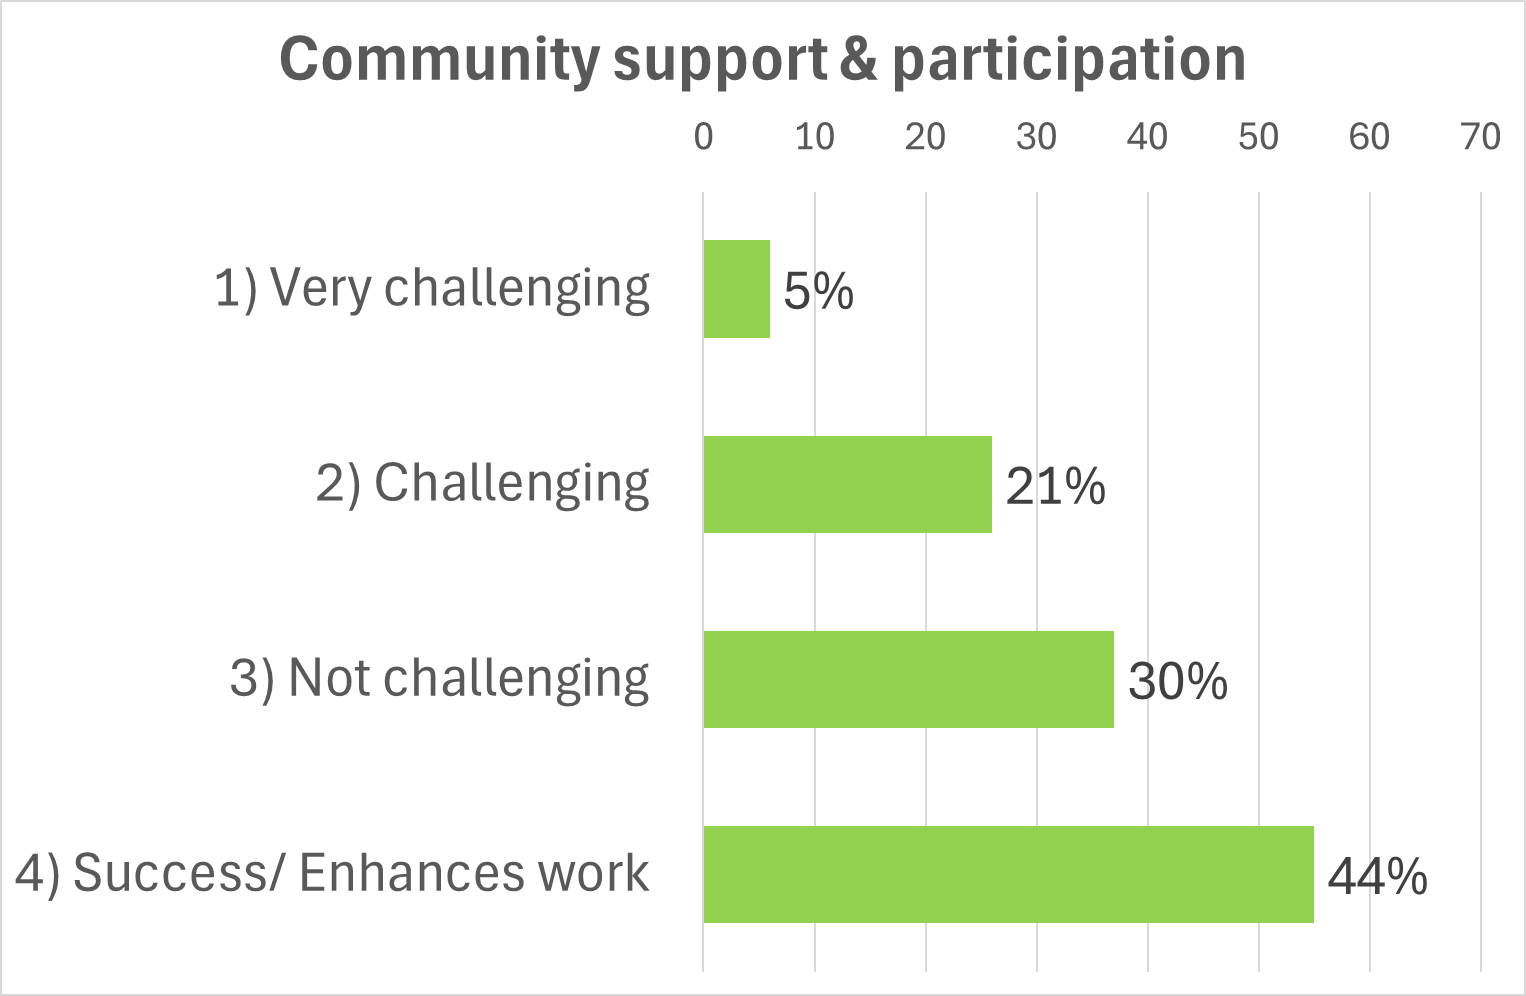 Community support & participation
0 10 20 30 40 50 60 70
1) Very challenging 5%
2) Challenging 21%
3) Not challenging 30%
4) Success/ Enhances work 44%